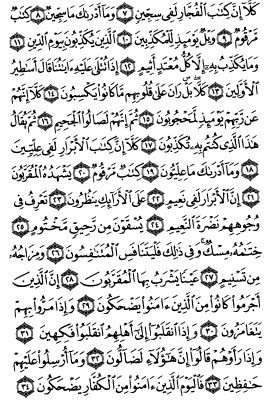 كَلَّآ إِنَّ كِتَٰبَ ٱلْفُجَّارِ لَفِى سِجِّينٍ ٧ وَمَآ أَدْرَىٰكَ مَا سِجِّينٌ ٨ كِتَٰبٌ
مَّرْقُومٌ ٩ وَيْلٌ يَوْمَئِذٍ لِّلْمُكَذِّبِينَ ١٠ ٱلَّذِينَ يُكَذِّبُونَ بِيَوْمِ ٱلدِّينِ ١١
وَمَا يُكَذِّبُ بِهِۦٓ إِلَّا كُلُّ مُعْتَدٍ أَثِيمٍ ١٢ إِذَا تُتْلَىٰ عَلَيْهِ ءَايَٰتُنَا قَالَ أَسَٰطِيرُ
ٱلْأَوَّلِينَ ١٣ كَلَّا بَلْ رَانَ عَلَىٰ قُلُوبِهِم مَّا كَانُوا۟ يَكْسِبُونَ ١٤ كَلَّآ إِنَّهُمْ
عَن رَّبِّهِمْ يَوْمَئِذٍ لَّمَحْجُوبُونَ ١٥ ثُمَّ إِنَّهُمْ لَصَالُوا۟ ٱلْجَحِيمِ ١٦ ثُمَّ يُقَالُ
هَٰذَا ٱلَّذِى كُنتُم بِهِۦ تُكَذِّبُونَ ١٧ كَلَّآ إِنَّ كِتَٰبَ ٱلْأَبْرَارِ لَفِى عِلِّيِّينَ
١٨ وَمَآ أَدْرَىٰكَ مَا عِلِّيُّونَ ١٩ كِتَٰبٌ مَّرْقُومٌ ٢٠ يَشْهَدُهُ ٱلْمُقَرَّبُونَ
٢١ إِنَّ ٱلْأَبْرَارَ لَفِى نَعِيمٍ ٢٢ عَلَى ٱلْأَرَآئِكِ يَنظُرُونَ ٢٣ تَعْرِفُ فِى
وُجُوهِهِمْ نَضْرَةَ ٱلنَّعِيمِ ٢٤ يُسْقَوْنَ مِن رَّحِيقٍ مَّخْتُومٍ ٢٥
خِتَٰمُهُۥ مِسْكٌ وَفِى ذَٰلِكَ فَلْيَتَنَافَسِ ٱلْمُتَنَٰفِسُونَ ٢٦ وَمِزَاجُهُۥ
مِن تَسْنِيمٍ ٢٧ عَيْنًا يَشْرَبُ بِهَا ٱلْمُقَرَّبُونَ ٢٨ إِنَّ ٱلَّذِينَ
أَجْرَمُوا۟ كَانُوا۟ مِنَ ٱلَّذِينَ ءَامَنُوا۟ يَضْحَكُونَ ٢٩ وَإِذَا مَرُّوا۟ بِهِمْ
يَتَغَامَزُونَ ٣٠ وَإِذَا ٱنقَلَبُوٓا۟ إِلَىٰٓ أَهْلِهِمُ ٱنقَلَبُوا۟ فَكِهِينَ ٣١
وَإِذَا رَأَوْهُمْ قَالُوٓا۟ إِنَّ هَٰٓؤُلَآءِ لَضَآلُّونَ ٣٢ وَمَآ أُرْسِلُوا۟ عَلَيْهِمْ
حَٰفِظِينَ ٣٣ فَٱلْيَوْمَ ٱلَّذِينَ ءَامَنُوا۟ مِنَ ٱلْكُفَّارِ يَضْحَكُونَ ٣٤